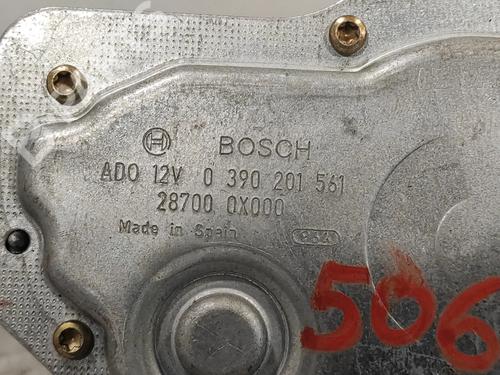 BOSCH
ADO 12V 0 390 201 561
28700 0X000
Made in Spain
506